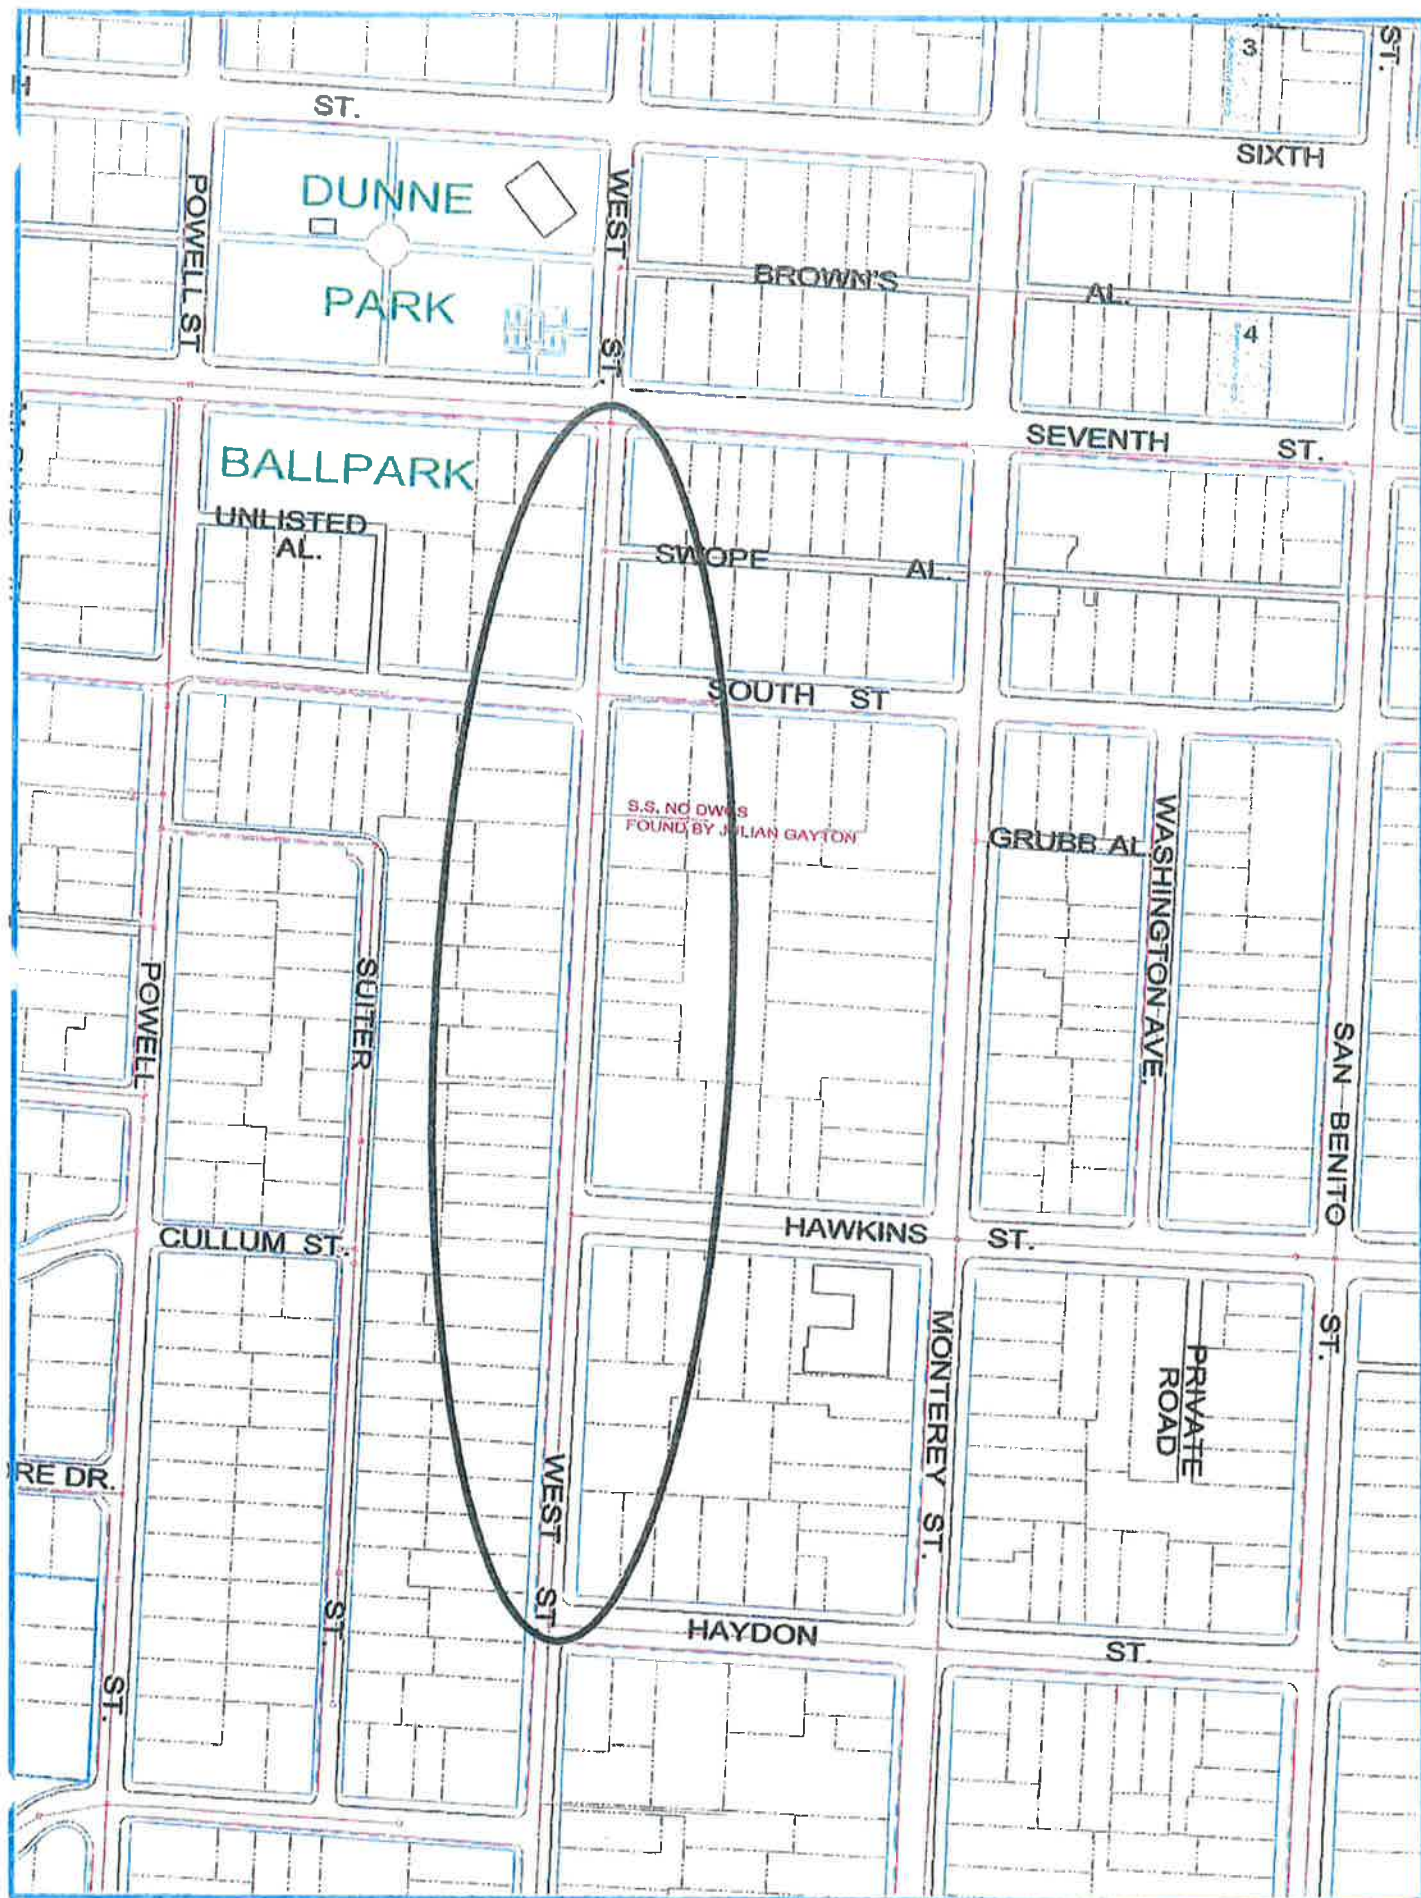 ST.
3
ST.
SIXTH
DUNNE
PARK
POWELL ST
WEST ST.
BROWN'S AL.
4
SEVENTH ST.
BALLPARK
UNLISTED
AL.
SWOPE AL.
SOUTH ST
S.S. NO DWGS
FOUND BY JULIAN GAYTON
GRUBB AL
WASHINGTON AVE.
POWELL ST.
SUITER ST.
SAN BENITO ST.
CULLUM ST.
HAWKINS ST.
MONTEREY ST.
PRIVATE
ROAD
RE DR.
WEST ST
HAYDON ST.